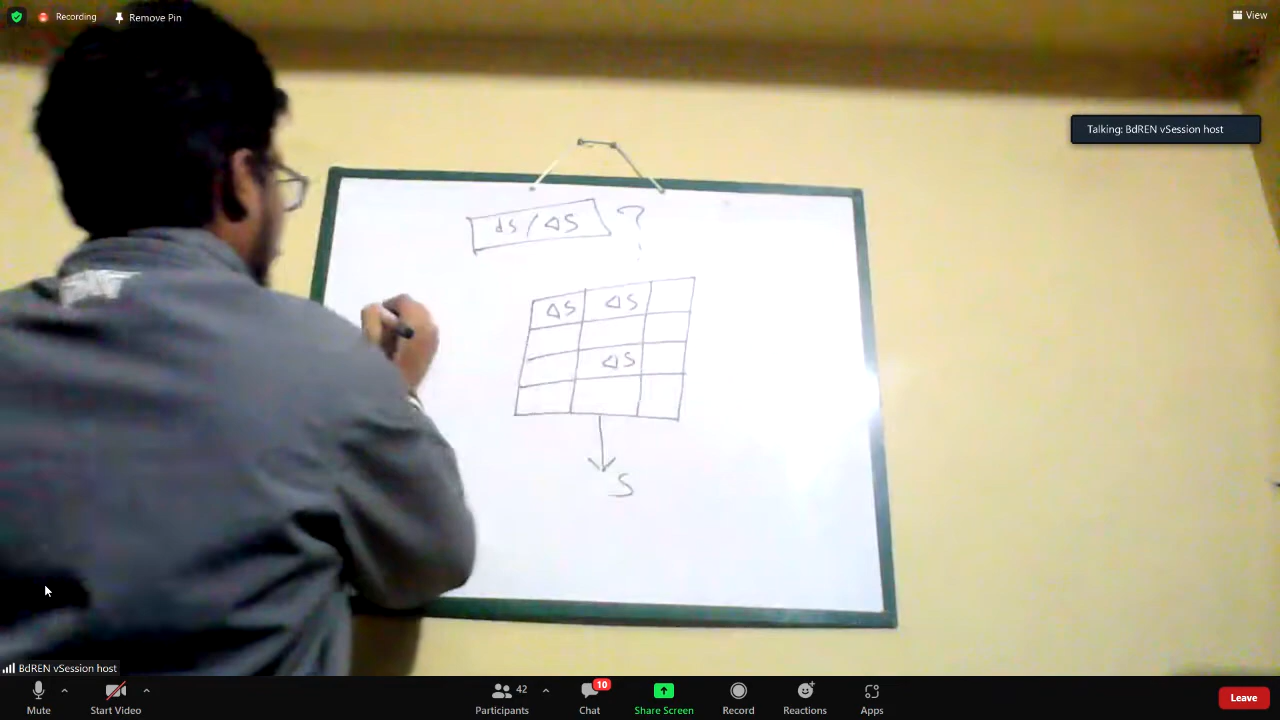 Recording
Remove Pin
View
Talking: BdREN vSession host
ds/ΔS ?
ΔS ΔS
ΔS
S
BdREN vSession host
Mute
Start Video
42
Participants
10
Chat
Share Screen
Record
Reactions
Apps
Leave